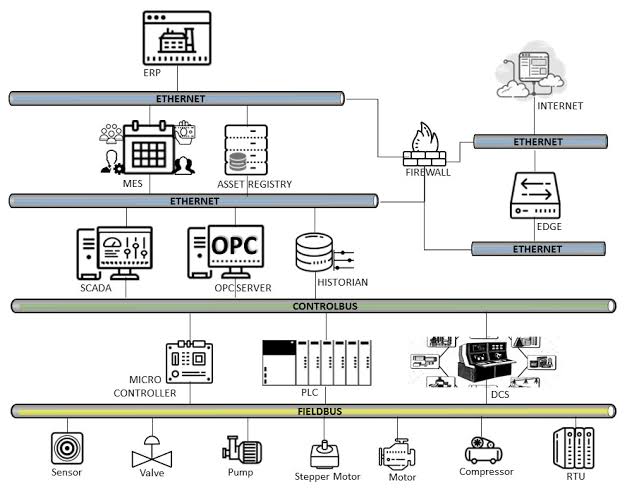 ERP
ETHERNET
INTERNET
ETHERNET
FIREWALL
MES
ASSET REGISTRY
ETHERNET
EDGE
ETHERNET
OPC
SCADA
OPC SERVER
HISTORIAN
CONTROLBUS
MICRO
CONTROLLER
PLC
DCS
FIELDBUS
Sensor
Valve
Pump
Stepper Motor
Motor
Compressor
RTU